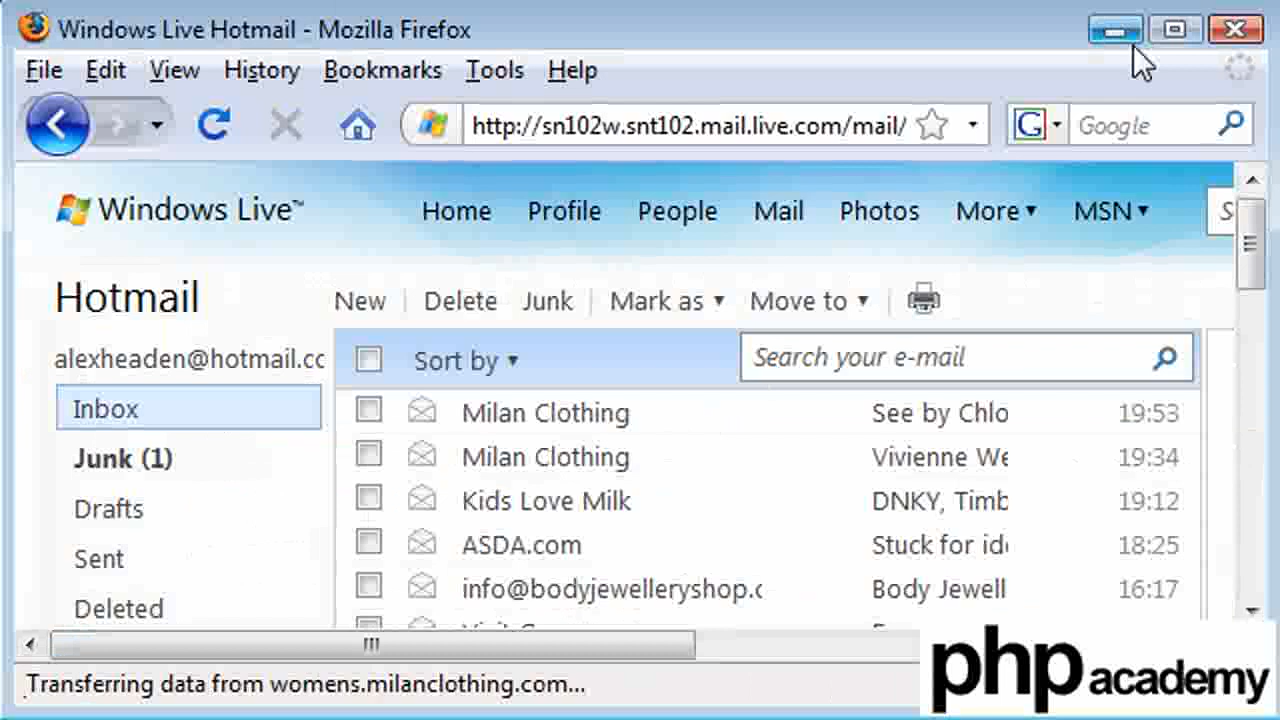 Windows Live Hotmail - Mozilla Firefox
File Edit View History Bookmarks Tools Help
http://sn102w.snt102.mail.live.com/mail/ G Google
Windows Live™ Home Profile People Mail Photos More MSN S
Hotmail New Delete Junk Mark as Move to
alexheaden@hotmail.co Sort by Search your e-mail
Inbox Milan Clothing See by Chlo 19:53
Junk (1) Milan Clothing Vivienne We 19:34
Drafts Kids Love Milk DNKY, Timb 19:12
Sent ASDA.com Stuck for id 18:25
Deleted info@bodyjewelleryshop.c Body Jewell 16:17
Transferring data from womens.milanclothing.com...
php academy